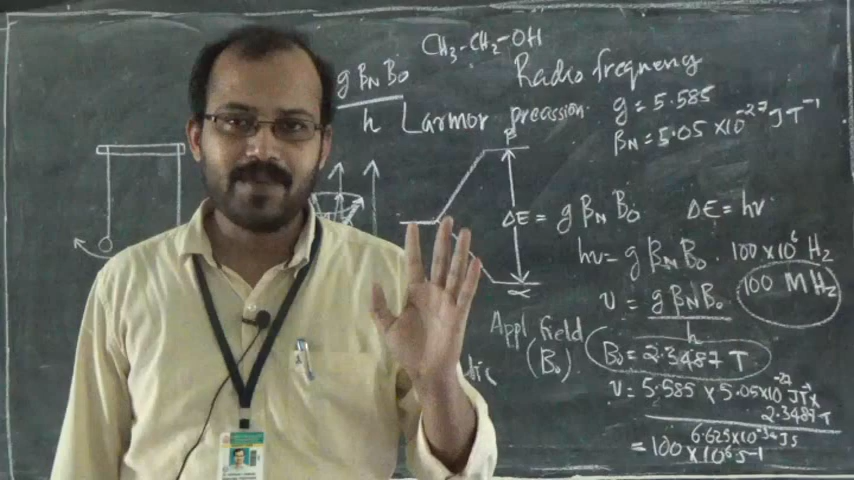 CH3-CH2-OH
g βN B0
h
Larmor preassion.
Radio frequency
g = 5.585
βN = 5.05 × 10^-27 JT^-1
β
ΔE = g βN B0
ΔE = hν
hν = g βN B0 .
100 × 10^6 Hz
100 MHz
ν = g βN B0
h
α
Appl field
(B0)
B0 = 2.3487 T
ν = 5.585 × 5.05 × 10^-27 JT^-1 ×
2.3487 T
6.625 × 10^-34 JS
= 100 × 10^6 S^-1